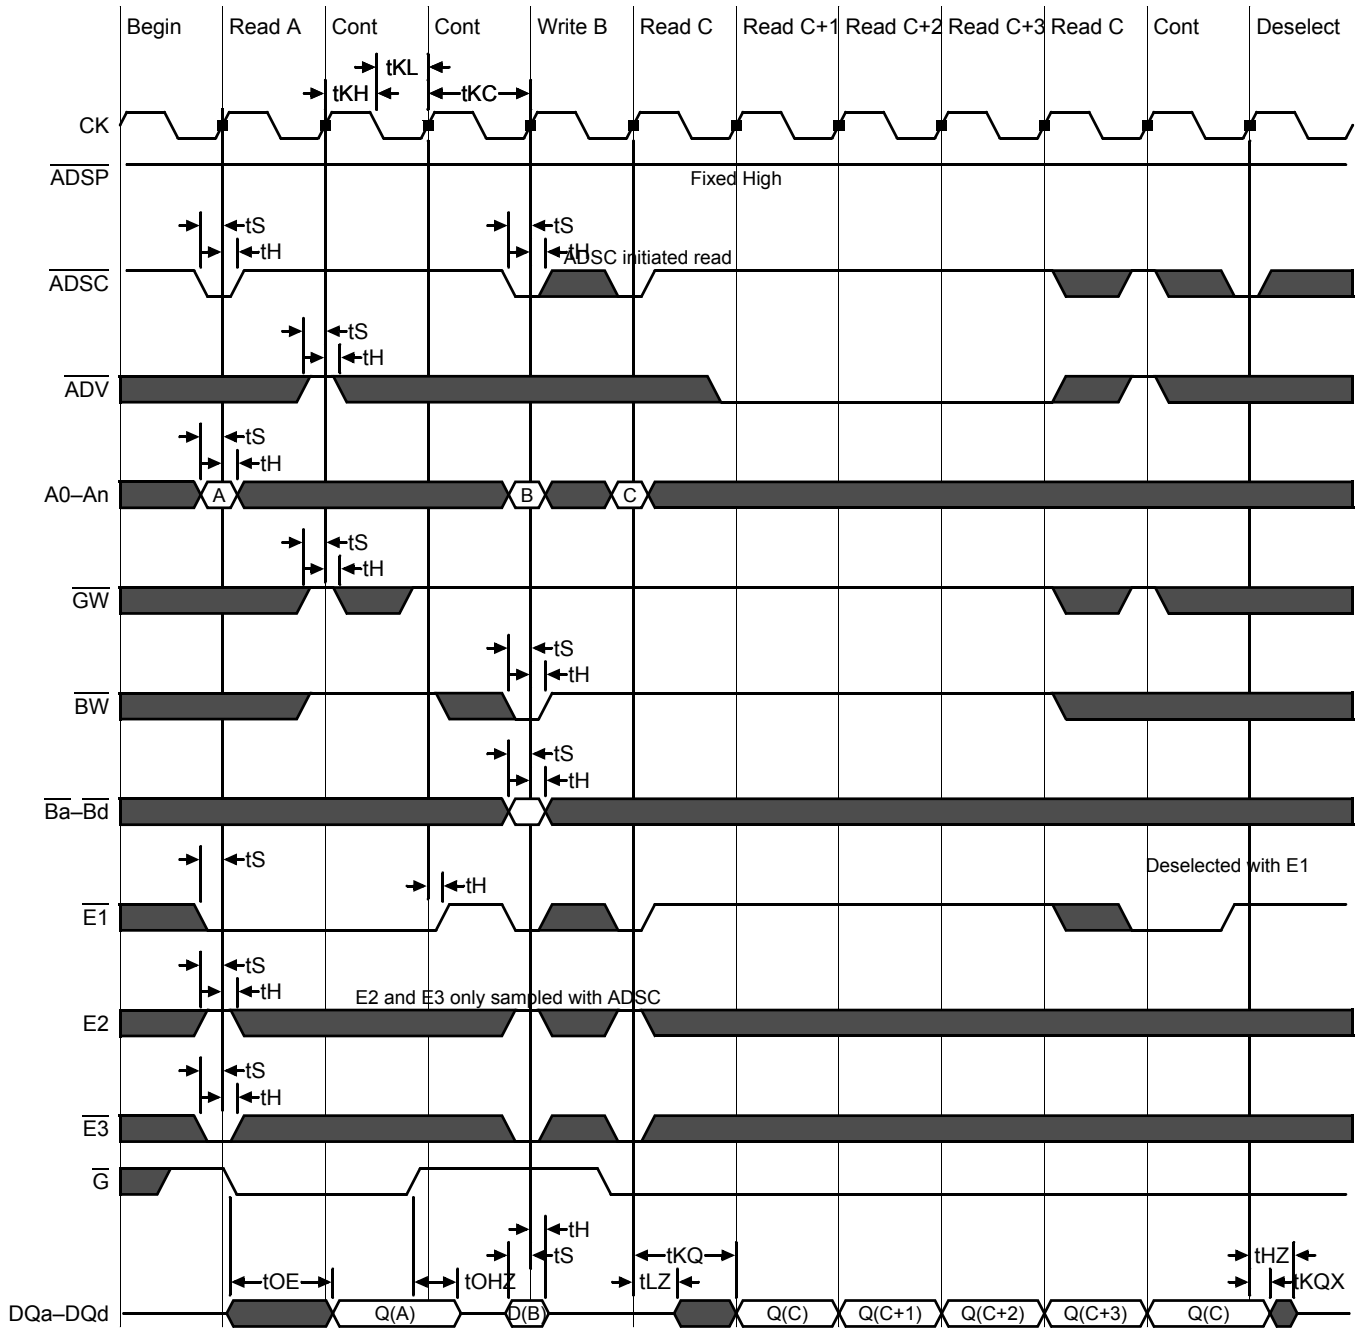 Begin Read A Cont Cont Write B Read C Read C+1 Read C+2 Read C+3 Read C Cont Deselect
tKL
tKH tKC
CK
ADSP
Fixed High
tS tS
tH tH
ADSC initiated read
ADSC
tS
tH
ADV
tS
tH
A0–An A B C
tS
tH
GW
tS
tH
BW
tS
tH
Ba–Bd
Deselected with E1
tS
tH
E1
tS
tH
E2 and E3 only sampled with ADSC
E2
tS
tH
E3
G
tH
tS tKQ tHZ
tOE tOHZ tLZ tKQX
DQa–DQd Q(A) D(B) Q(C) Q(C+1) Q(C+2) Q(C+3) Q(C)